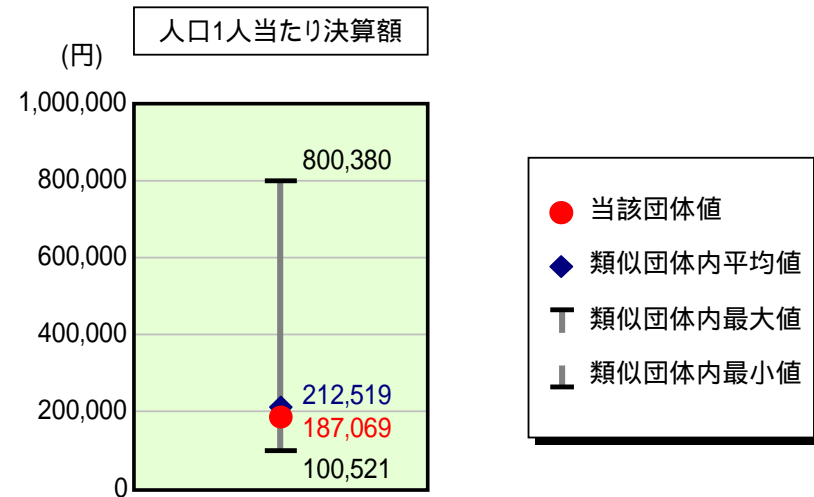 人口1人当たり決算額
(円)
1,000,000
800,000
600,000
400,000
200,000
0
800,380
212,519
187,069
100,521
当該団体値
類似団体内平均値
類似団体内最大値
類似団体内最小値